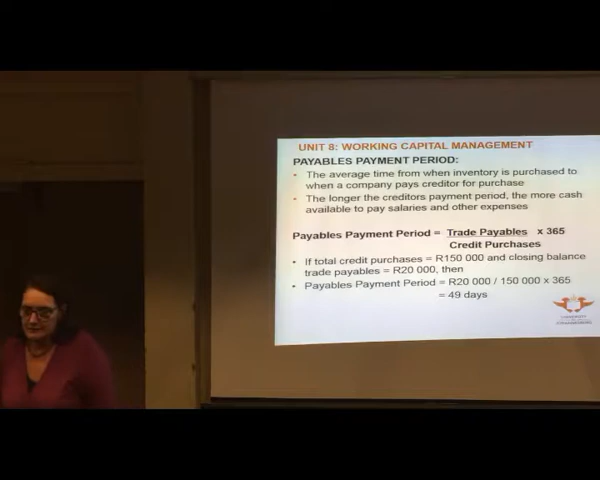 UNIT 8: WORKING CAPITAL MANAGEMENT
PAYABLES PAYMENT PERIOD:
• The average time from when inventory is purchased to
when a company pays creditor for purchase
• The longer the creditors payment period, the more cash
available to pay salaries and other expenses
Payables Payment Period = Trade Payables x 365
Credit Purchases
• If total credit purchases = R150 000 and closing balance
trade payables = R20 000, then
• Payables Payment Period = R20 000 / 150 000 x 365
= 49 days
UNIVERSITY
JOHANNESBURG